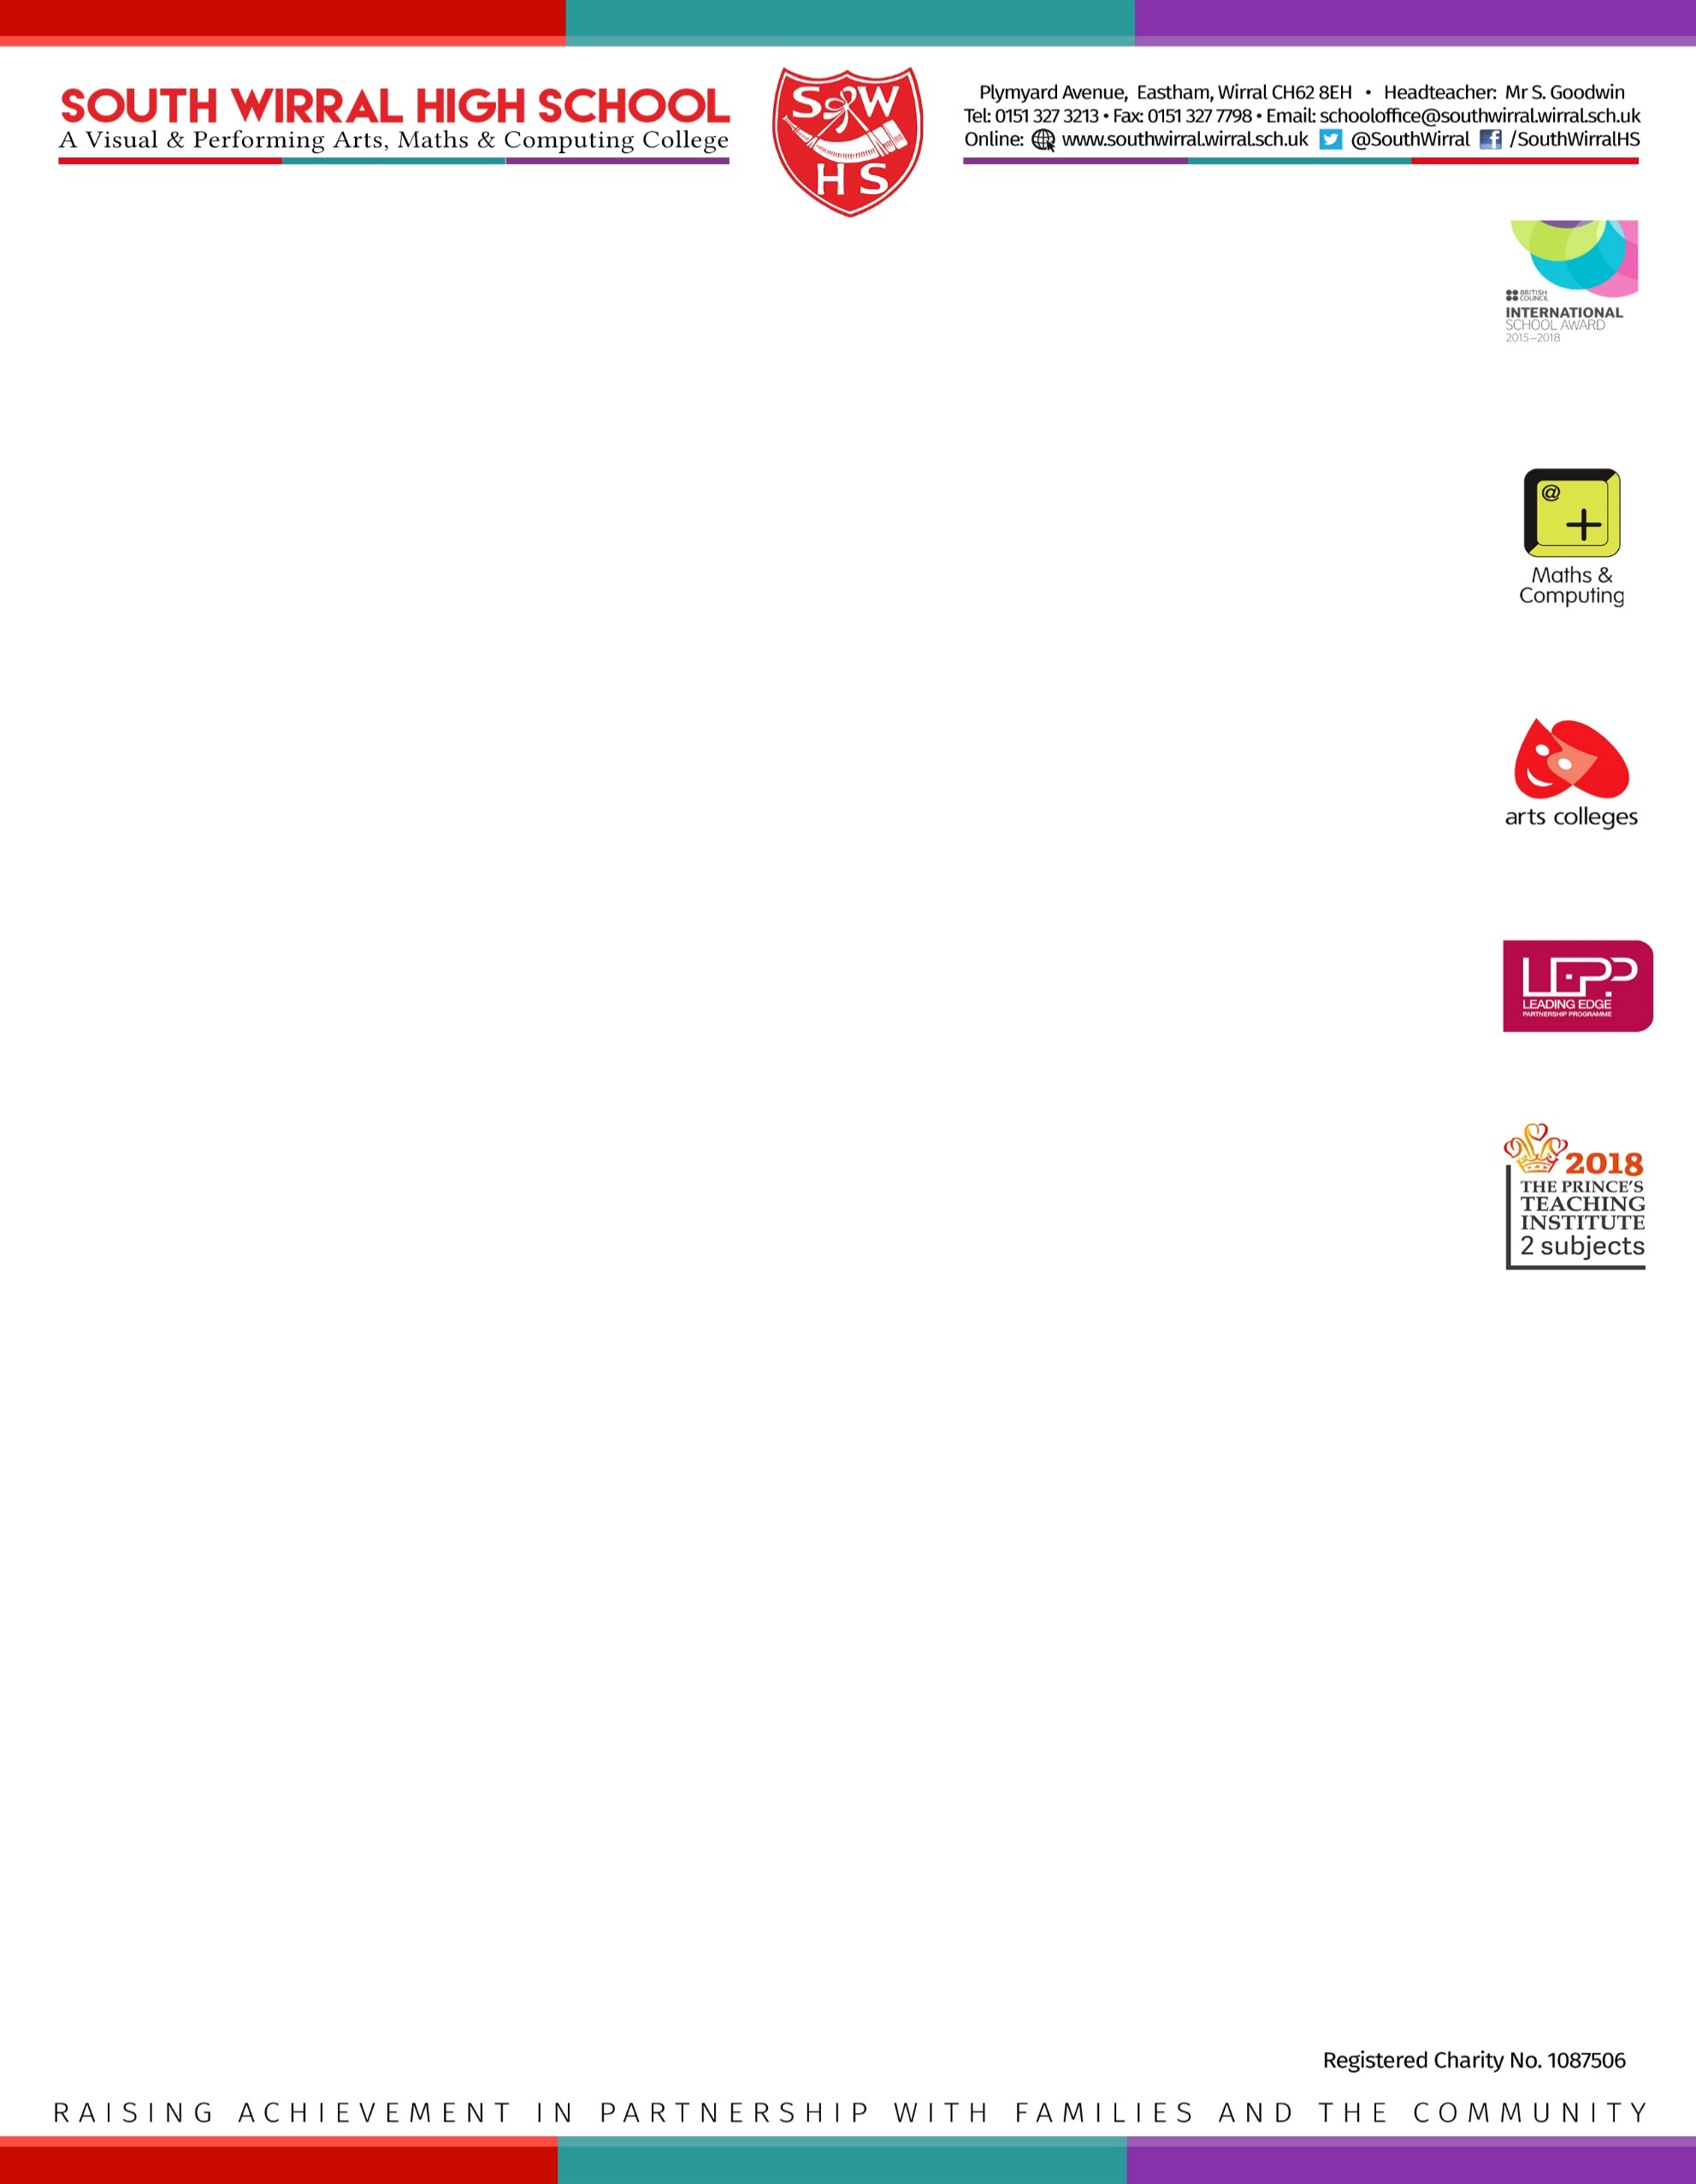 SOUTH WIRRAL HIGH SCHOOL
A Visual & Performing Arts, Maths & Computing College
S W
H S
Plymyard Avenue, Eastham, Wirral CH62 8EH • Headteacher: Mr S. Goodwin
Tel: 0151 327 3213 • Fax: 0151 327 7798 • Email: schooloffice@southwirral.wirral.sch.uk
Online: www.southwirral.wirral.sch.uk @SouthWirral /SouthWirralHS
BRITISH
COUNCIL
INTERNATIONAL
SCHOOL AWARD
2015–2018
@
+
Maths &
Computing
arts colleges
LEPP
LEADING EDGE
PARTNERSHIP PROGRAMME
2018
THE PRINCE'S
TEACHING
INSTITUTE
2 subjects
Registered Charity No. 1087506
RAISING ACHIEVEMENT IN PARTNERSHIP WITH FAMILIES AND THE COMMUNITY